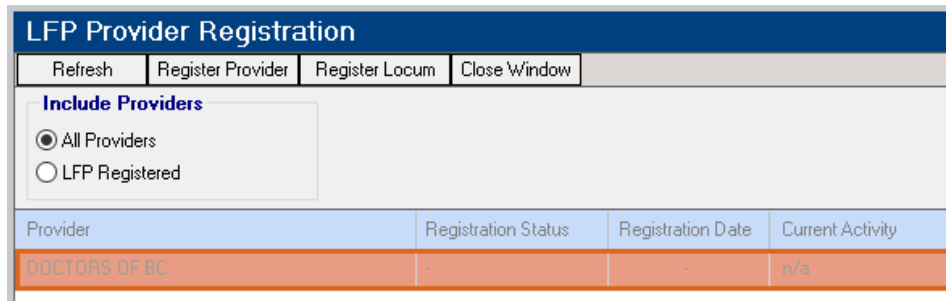 LFP Provider Registration
Refresh Register Provider Register Locum Close Window
Include Providers
All Providers
LFP Registered
Provider Registration Status Registration Date Current Activity
DOCTORS OF BC - - n/a